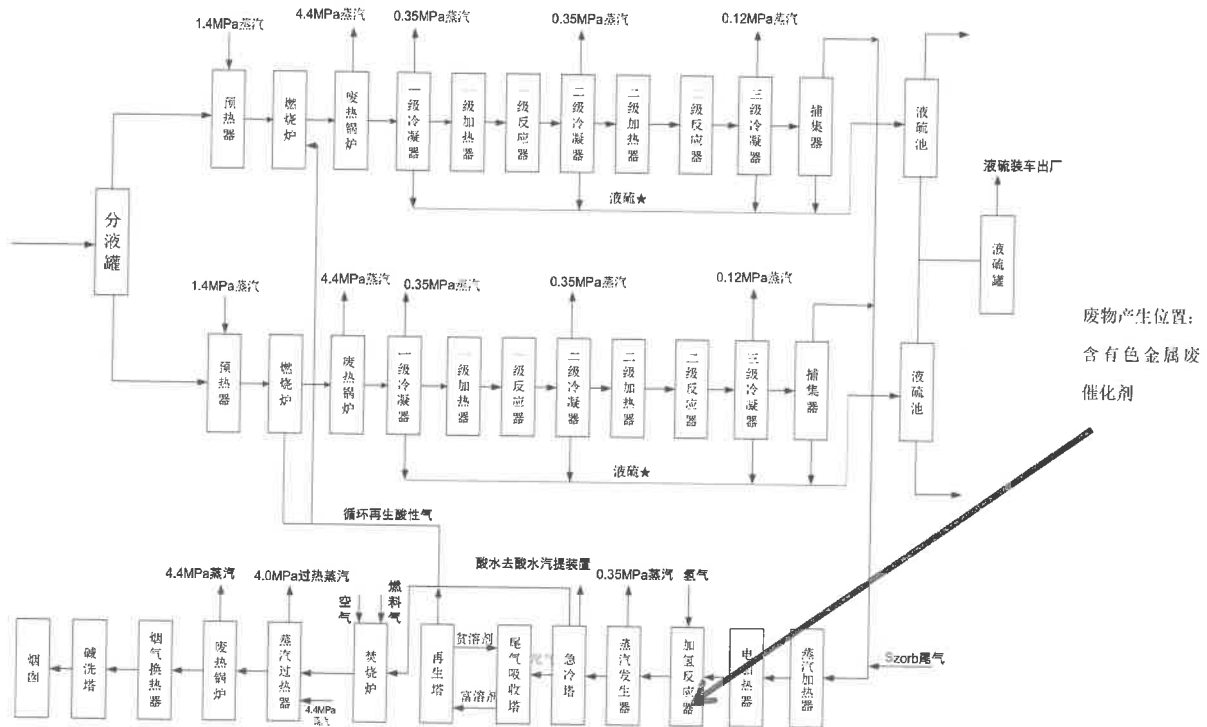 1.4MPa蒸汽
4.4MPa蒸汽
0.35MPa蒸汽
0.35MPa蒸汽
0.12MPa蒸汽
预热器
燃烧炉
废热锅炉
一级冷凝器
一级加热器
一级反应器
二级冷凝器
二级加热器
二级反应器
三级冷凝器
捕集器
液硫池
液硫★
液硫装车出厂
液硫罐
分液罐
1.4MPa蒸汽
4.4MPa蒸汽
0.35MPa蒸汽
0.35MPa蒸汽
0.12MPa蒸汽
预热器
燃烧炉
废热锅炉
一级冷凝器
一级加热器
一级反应器
二级冷凝器
二级加热器
二级反应器
三级冷凝器
捕集器
液硫池
液硫★
废物产生位置:
含有色金属废
催化剂
循环再生酸性气
酸水去酸水汽提装置
4.4MPa蒸汽
4.0MPa过热蒸汽
空气
燃料气
0.35MPa蒸汽
氢气
烟囱
碱洗塔
烟气换热器
废热锅炉
蒸汽过热器
4.4MPa
蒸汽
焚烧炉
再生塔
贫溶剂
富溶剂
尾气吸收塔
急冷塔
蒸汽发生器
加氢反应器
电加热器
蒸汽加热器
Szorb尾气